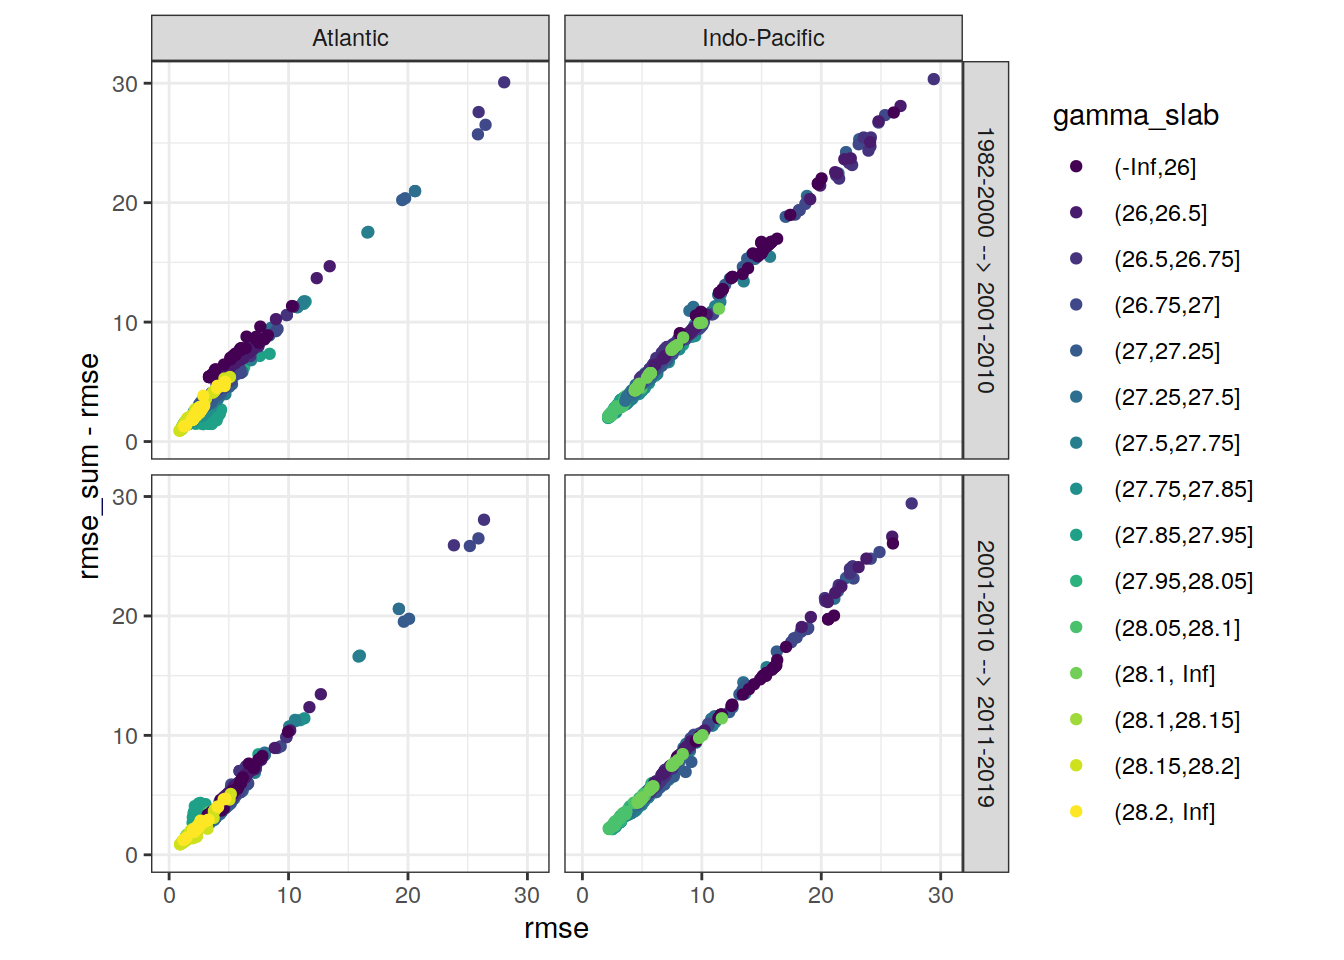 Atlantic
Indo-Pacific
30
20
10
0
1982-2000 --> 2001-2010
30
20
10
0
2001-2010 --> 2011-2019
0
10
20
30
0
10
20
30
rmse
rmse_sum - rmse
gamma_slab
(-Inf,26]
(26,26.5]
(26.5,26.75]
(26.75,27]
(27,27.25]
(27.25,27.5]
(27.5,27.75]
(27.75,27.85]
(27.85,27.95]
(27.95,28.05]
(28.05,28.1]
(28.1, Inf]
(28.1,28.15]
(28.15,28.2]
(28.2, Inf]